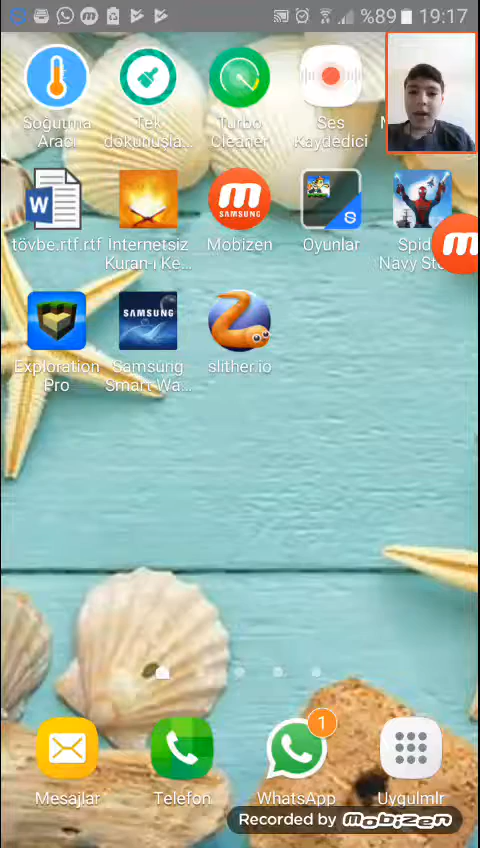 %89 19:17
Soğutma
Aracı
Tek
dokunuşla...
Turbo
Cleaner
Ses
Kaydedici
W
tövbe.rtf.rtf
Internetsiz
Kuran-ı Ke...
m
SAMSUNG
Mobizen
S
Oyunlar
Navy St...
m
Exploration
Pro
SAMSUNG
Samsung
Smart Wa...
slither.io
1
Mesajlar
Telefon
WhatsApp
Uygulmlr
Recorded by mobizen